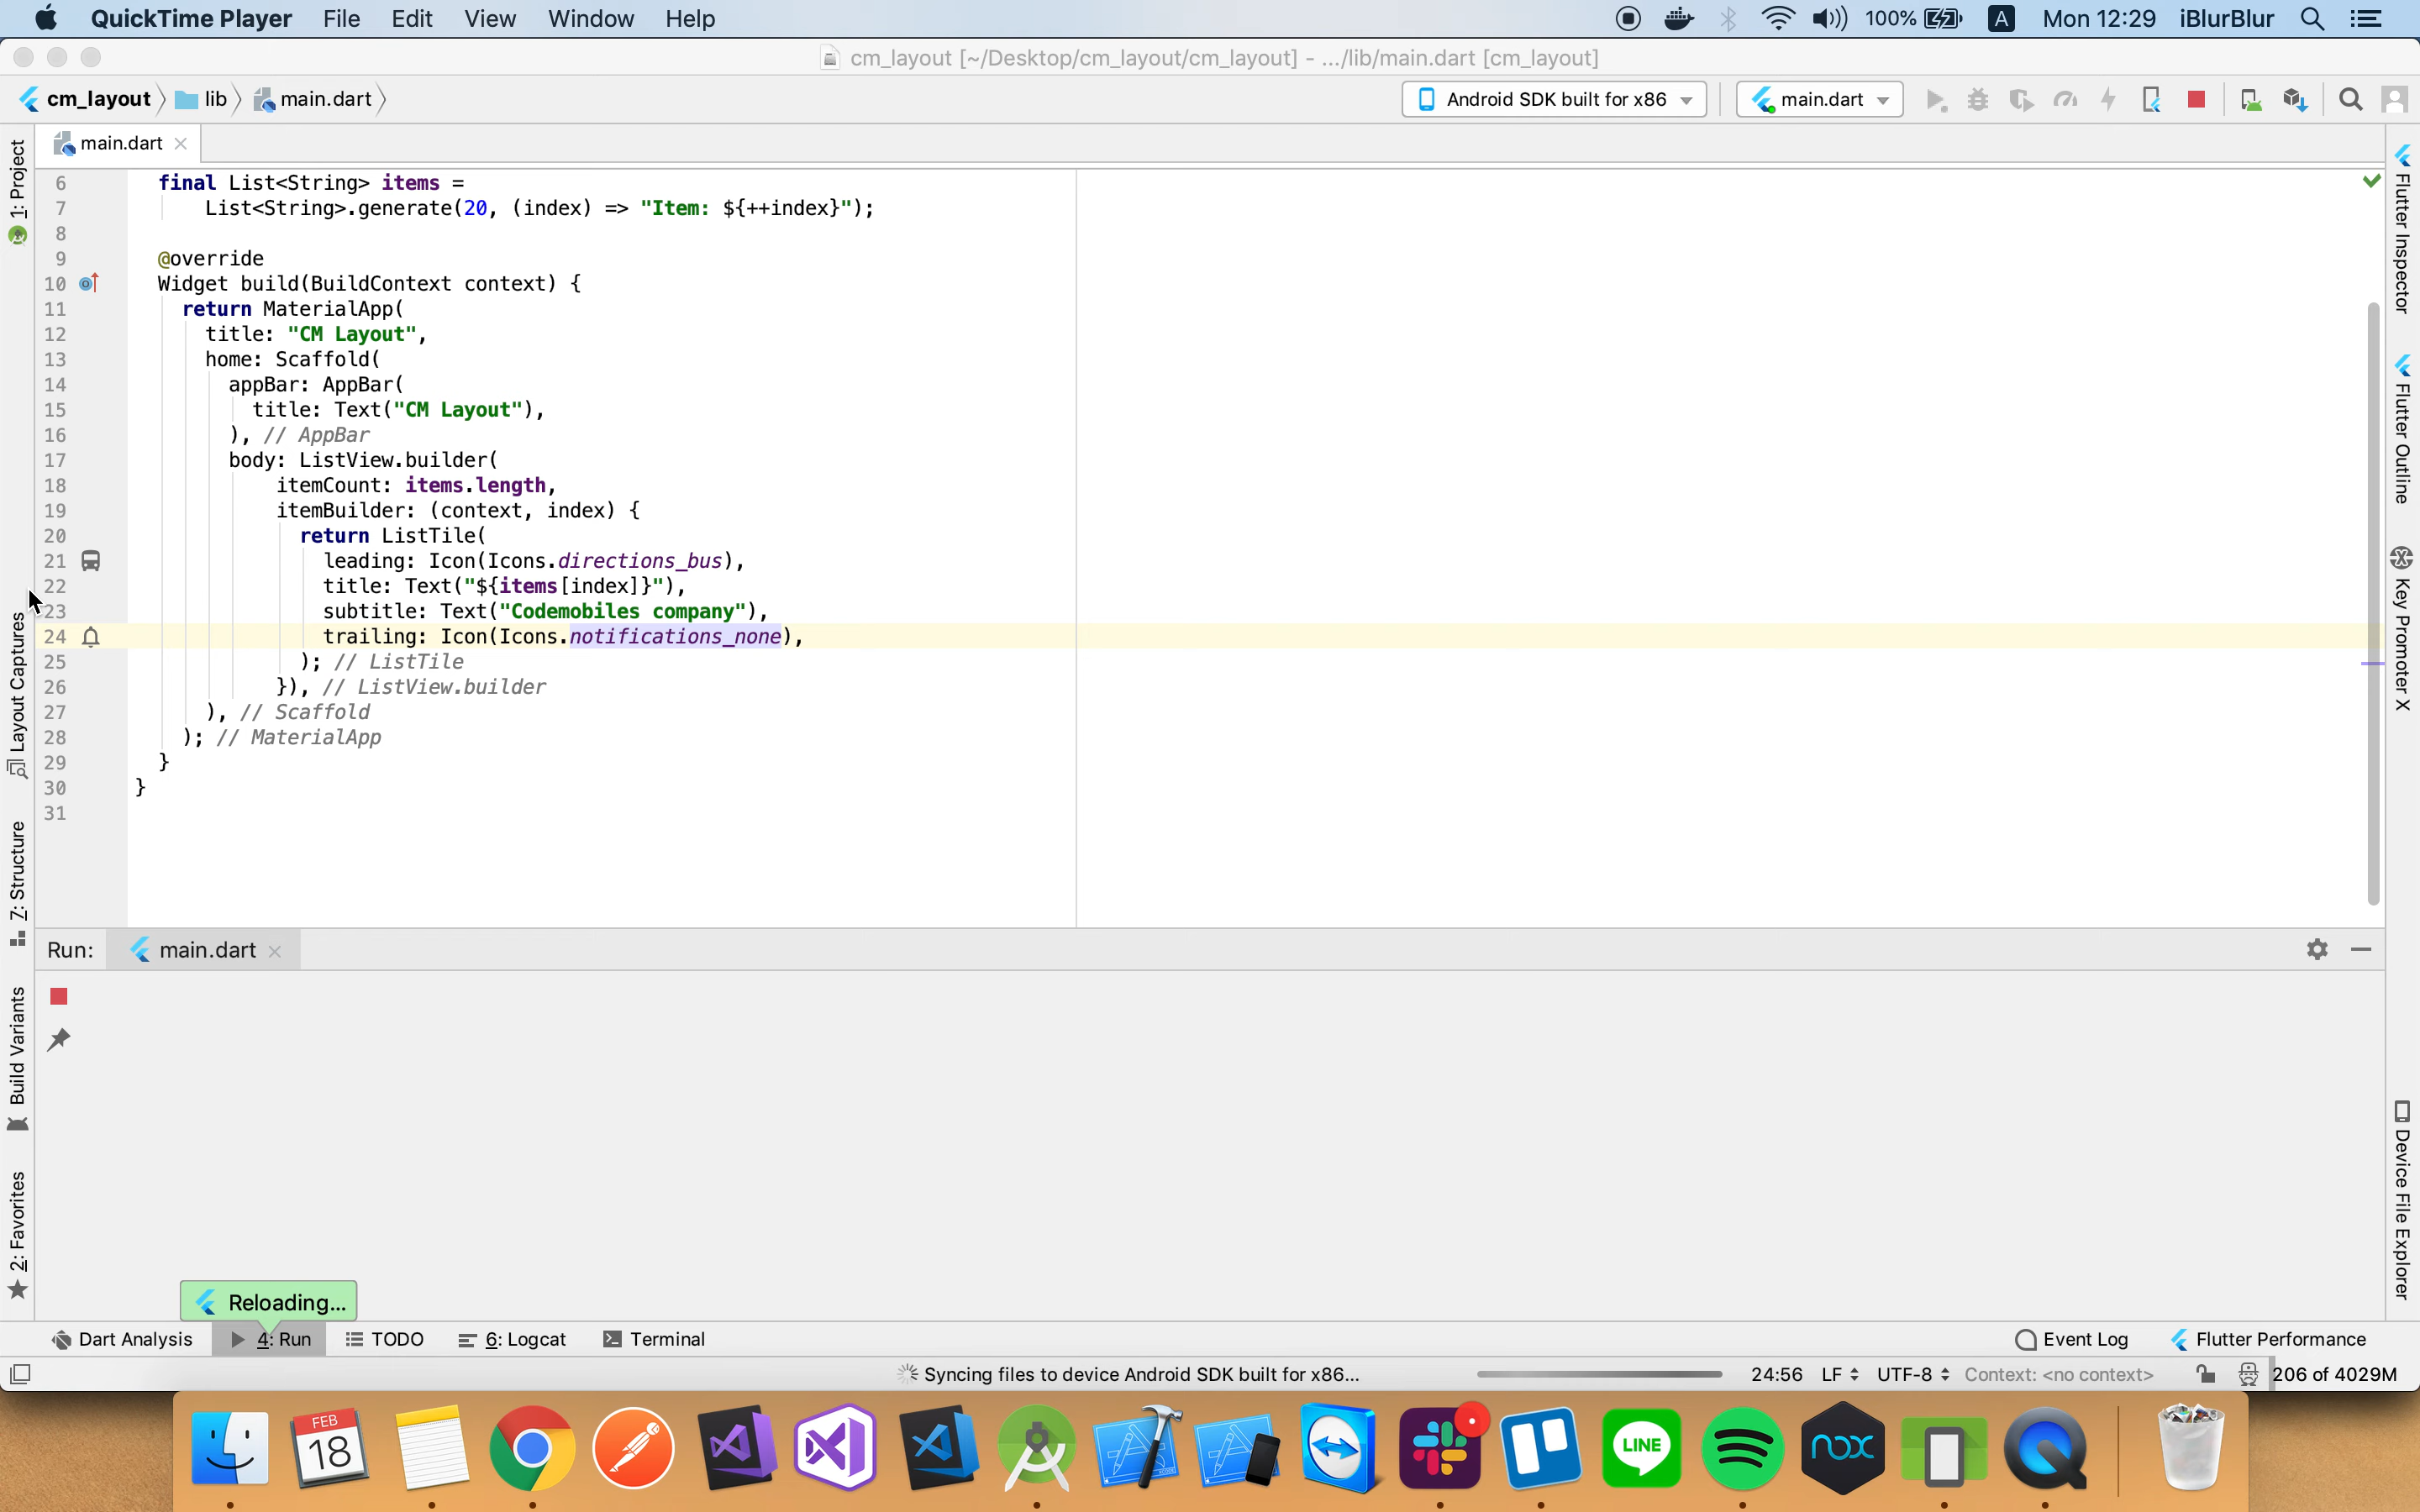 QuickTime Player File Edit View Window Help 100% A Mon 12:29 iBlurBlur
cm_layout [~/Desktop/cm_layout/cm_layout] - .../lib/main.dart [cm_layout]
cm_layout lib main.dart Android SDK built for x86 main.dart
main.dart
6 final List<String> items =
7 List<String>.generate(20, (index) => "Item: ${++index}");
8
9 @override
10 Widget build(BuildContext context) {
11 return MaterialApp(
12 title: "CM Layout",
13 home: Scaffold(
14 appBar: AppBar(
15 title: Text("CM Layout"),
16 ), // AppBar
17 body: ListView.builder(
18 itemCount: items.length,
19 itemBuilder: (context, index) {
20 return ListTile(
21 leading: Icon(Icons.directions_bus),
22 title: Text("${items[index]}"),
23 subtitle: Text("Codemobiles company"),
24 trailing: Icon(Icons.notifications_none),
25 ); // ListTile
26 }), // ListView.builder
27 ), // Scaffold
28 ); // MaterialApp
29 }
30 }
31
1: Project
Layout Captures
7: Structure
Build Variants
2: Favorites
Flutter Inspector
Flutter Outline
Key Promoter X
Device File Explorer
Run: main.dart
Reloading...
Dart Analysis 4: Run TODO 6: Logcat Terminal Event Log Flutter Performance
Syncing files to device Android SDK built for x86... 24:56 LF UTF-8 Context: <no context> 206 of 4029M
FEB
18
LINE
nox